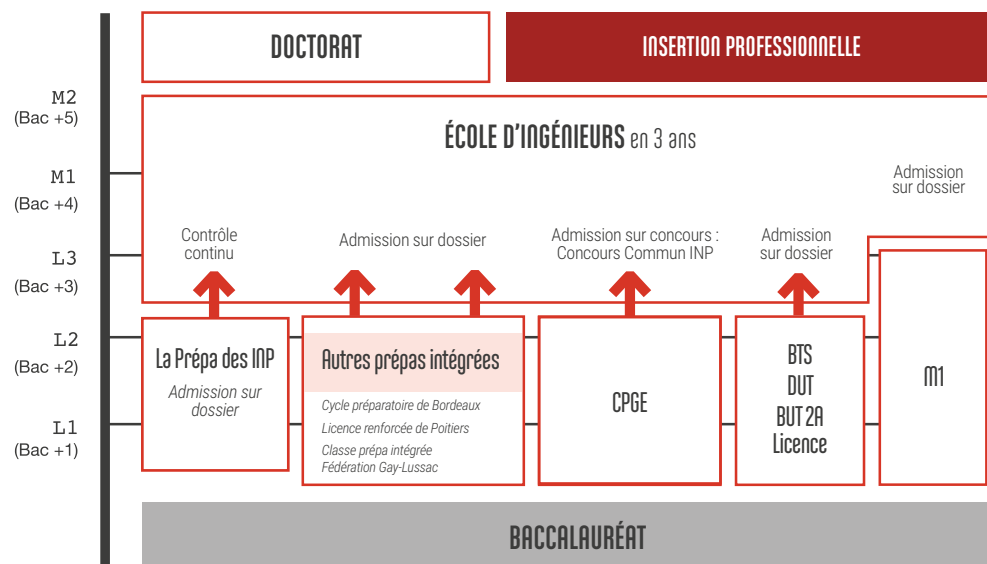 DOCTORAT
INSERTION PROFESSIONNELLE
M2
(Bac +5)
ÉCOLE D'INGÉNIEURS en 3 ans
M1
(Bac +4)
Admission
sur dossier
Contrôle
continu
Admission sur dossier
Admission sur concours :
Concours Commun INP
Admission
sur dossier
L3
(Bac +3)
L2
(Bac +2)
La Prépa des INP
Admission sur
dossier
Autres prépas intégrées
Cycle préparatoire de Bordeaux
Licence renforcée de Poitiers
Classe prépa intégrée
Fédération Gay-Lussac
CPGE
BTS
DUT
BUT 2A
Licence
M1
L1
(Bac +1)
BACCALAURÉAT